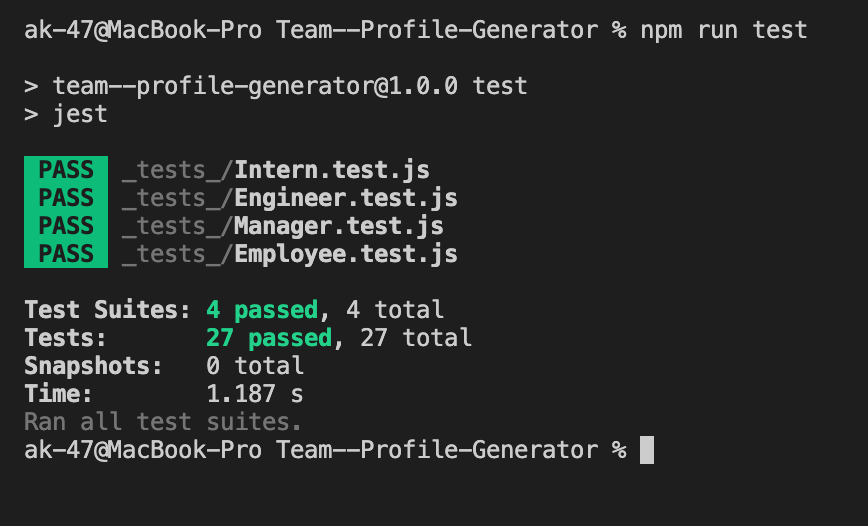 ak-47@MacBook-Pro Team--Profile-Generator % npm run test
> team--profile-generator@1.0.0 test
> jest
PASS _tests_/Intern.test.js
PASS _tests_/Engineer.test.js
PASS _tests_/Manager.test.js
PASS _tests_/Employee.test.js
Test Suites: 4 passed, 4 total
Tests: 27 passed, 27 total
Snapshots: 0 total
Time: 1.187 s
Ran all test suites.
ak-47@MacBook-Pro Team--Profile-Generator %